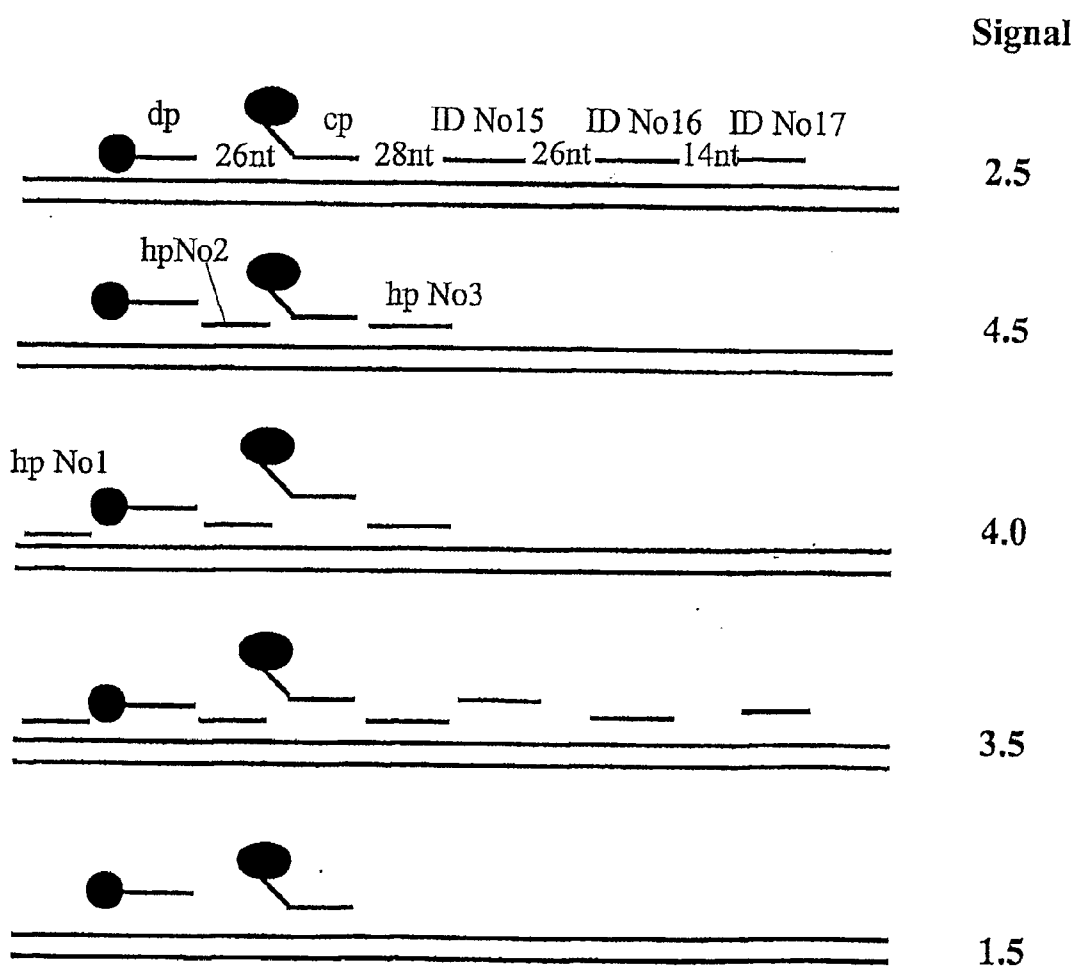 Signal
dp cp ID No15 ID No16 ID No17
26nt 28nt 26nt 14nt
2.5
hpNo2
hp No3
4.5
hp No1
4.0
3.5
1.5